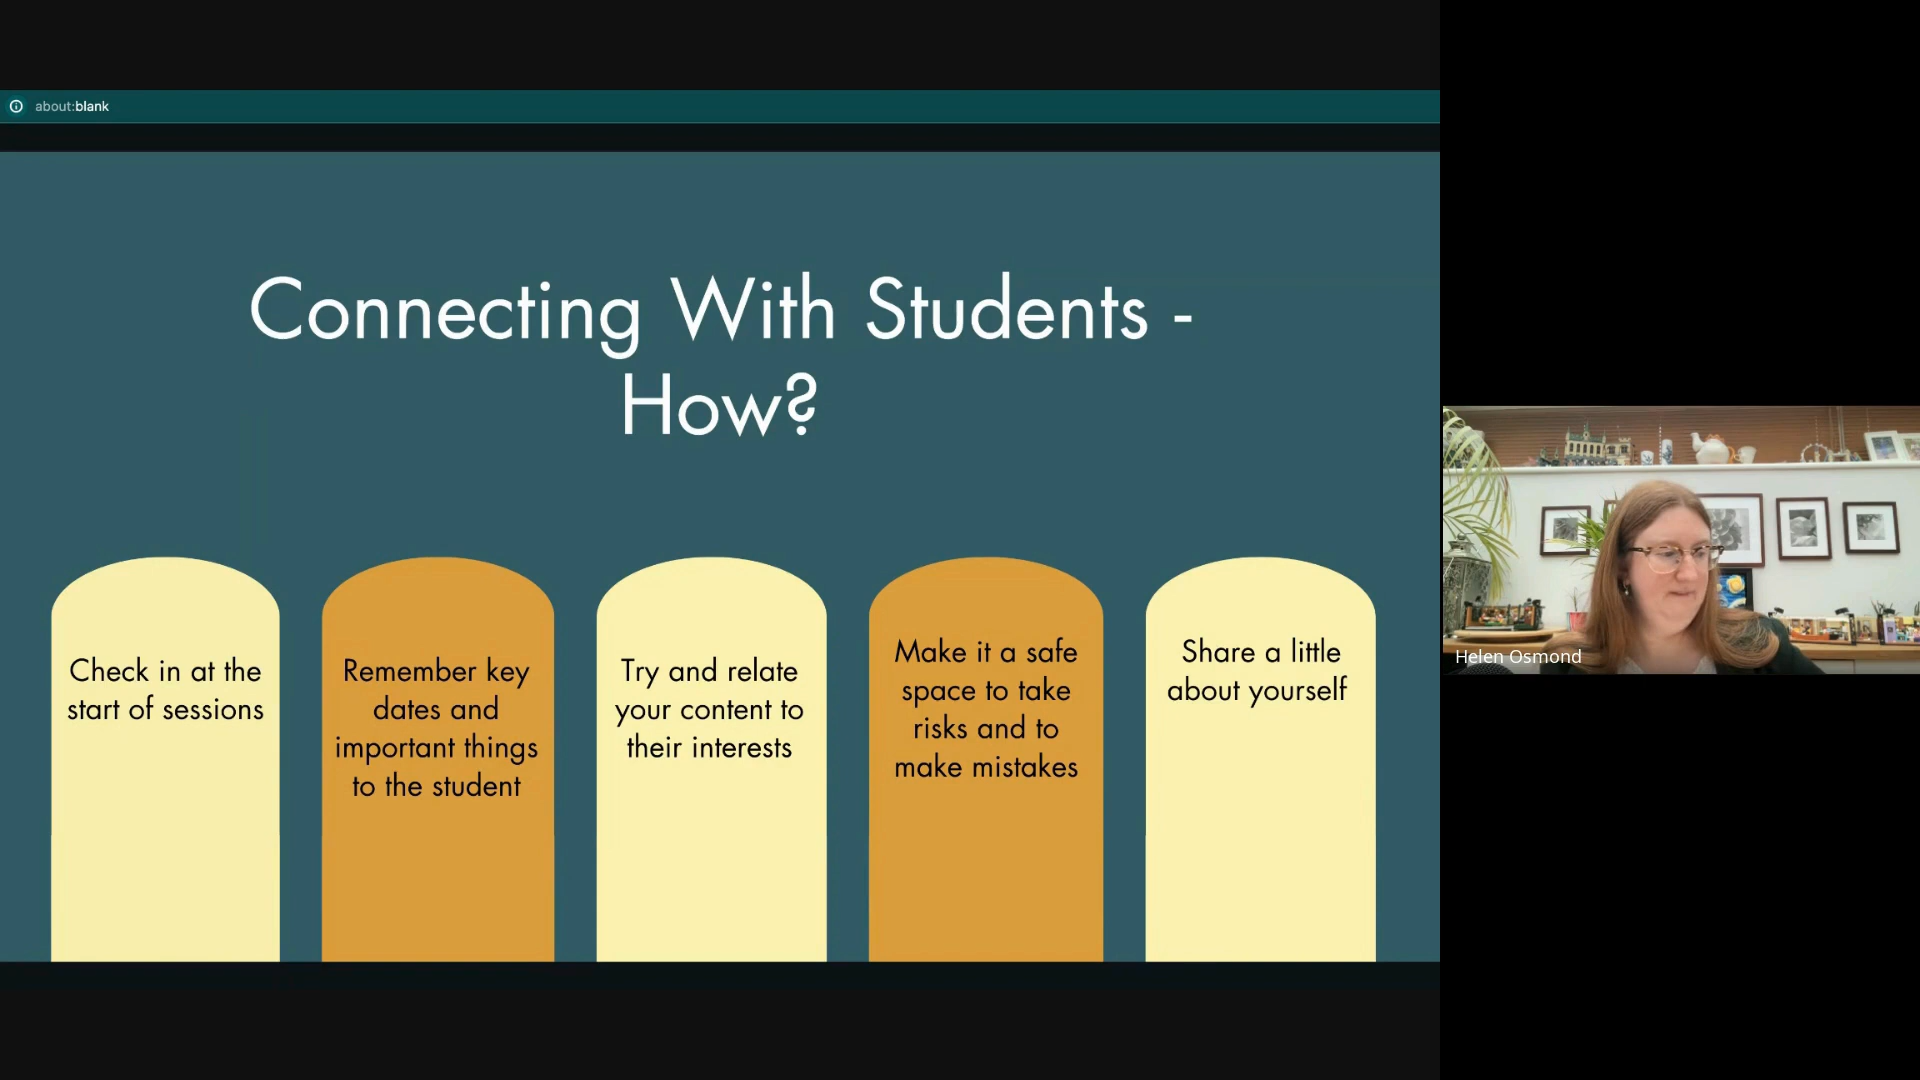 about:blank
Connecting With Students -
How?
Check in at the
start of sessions
Remember key
dates and
important things
to the student
Try and relate
your content to
their interests
Make it a safe
space to take
risks and to
make mistakes
Share a little
about yourself
Helen Osmond